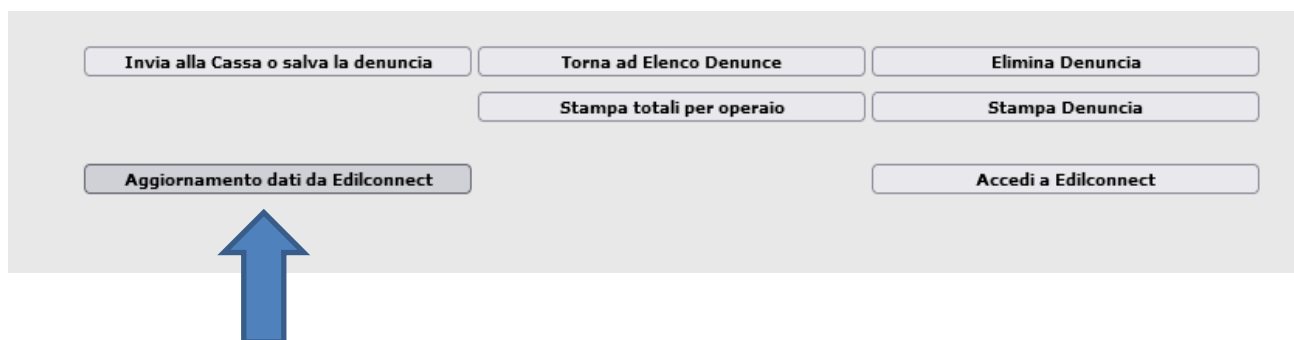 Invia alla Cassa o salva la denuncia
Torna ad Elenco Denunce
Elimina Denuncia
Stampa totali per operaio
Stampa Denuncia
Aggiornamento dati da Edilconnect
Accedi a Edilconnect